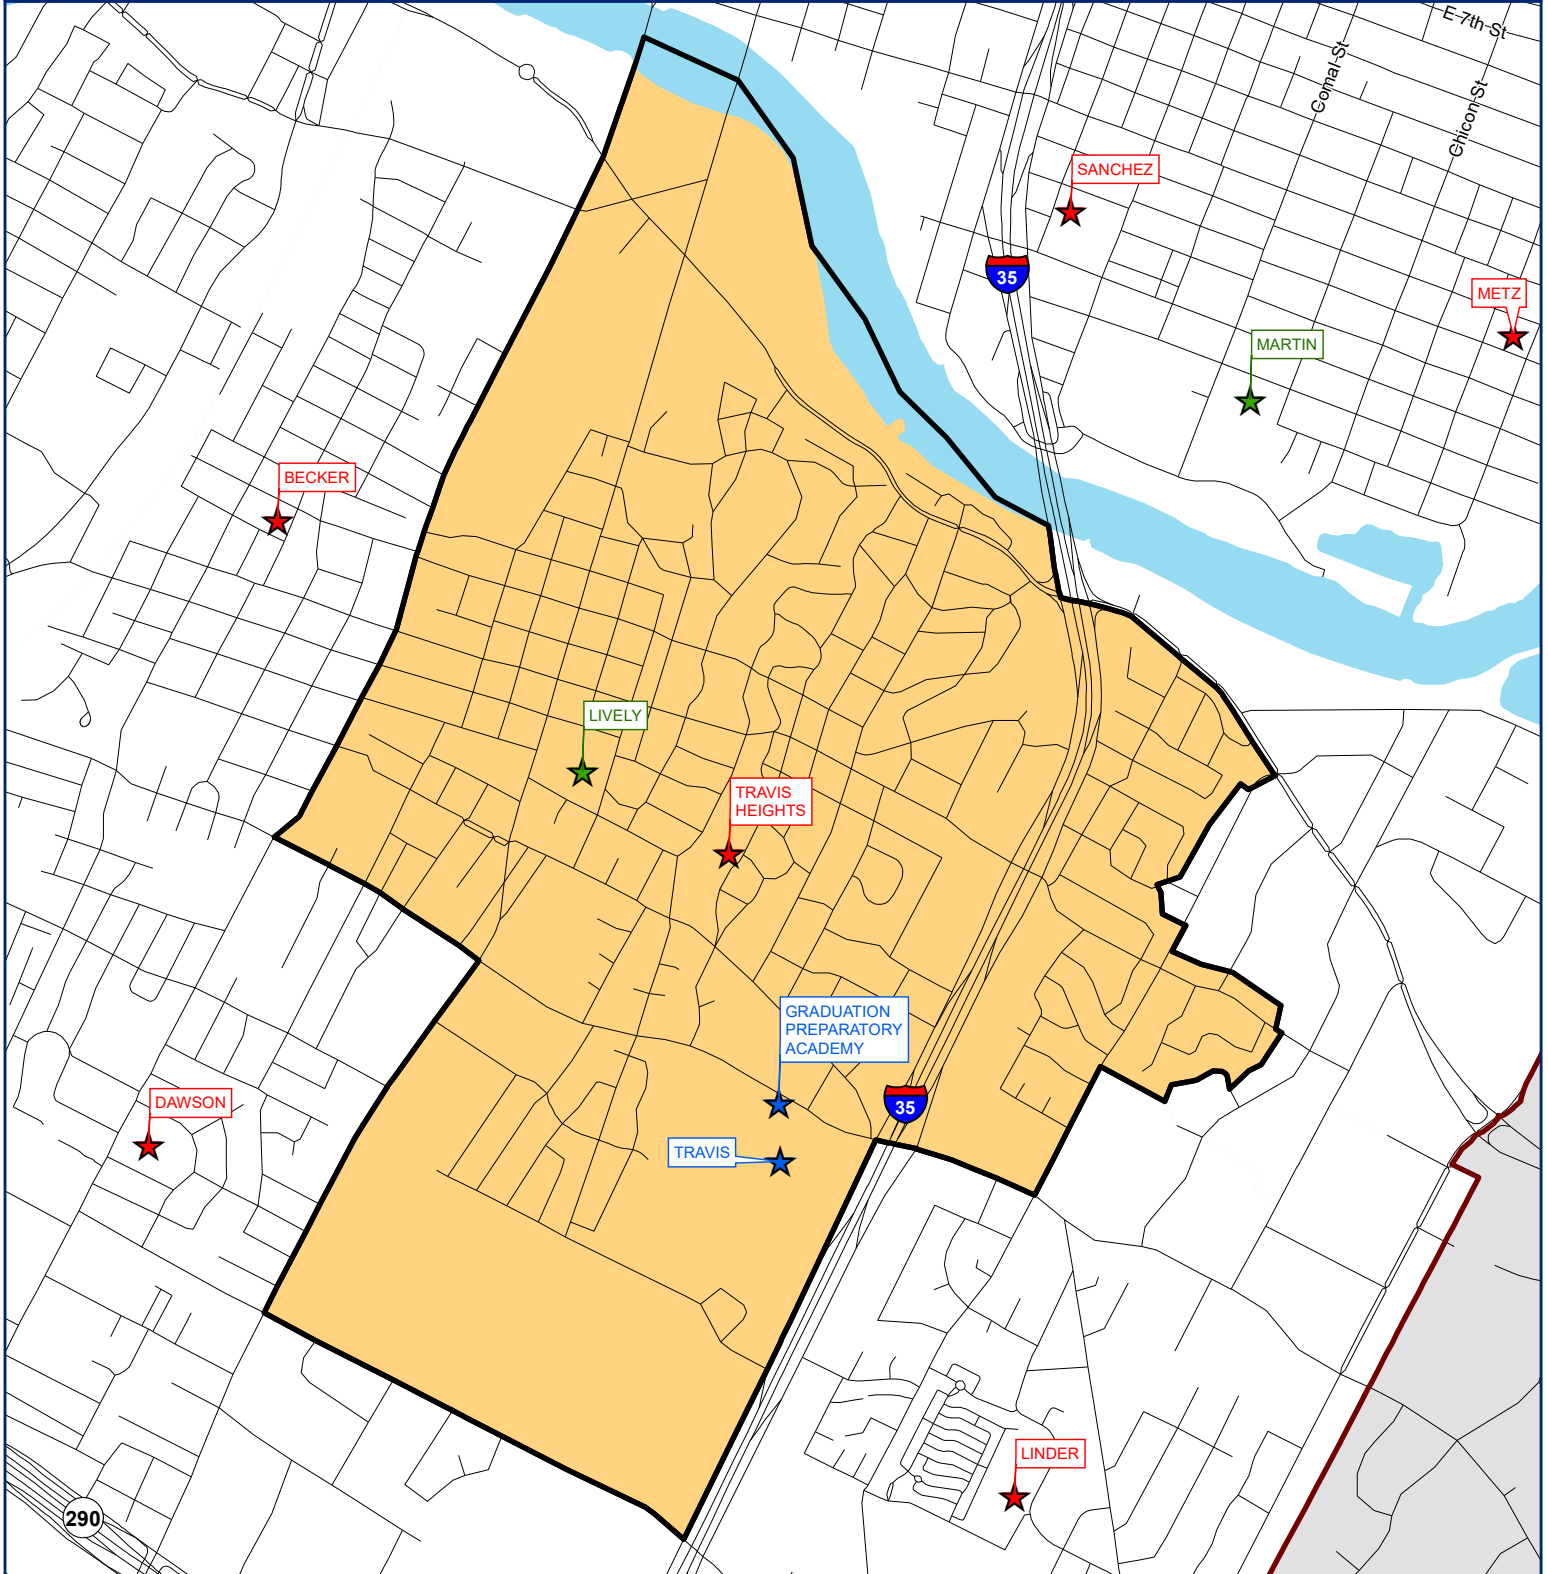 E 7th St
Comal St
Chicon St
SANCHEZ
35
METZ
MARTIN
BECKER
LIVELY
TRAVIS
HEIGHTS
GRADUATION
PREPARATORY
ACADEMY
35
DAWSON
TRAVIS
LINDER
290